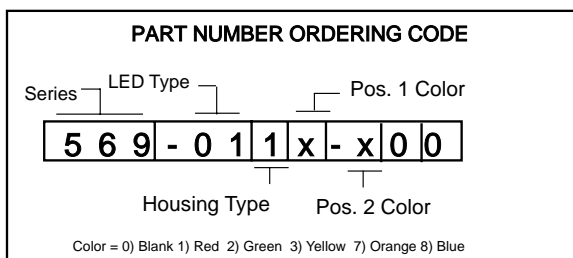 PART NUMBER ORDERING CODE
LED Type
Series
Pos. 1 Color
5 6 9 - 0 1 1 x - x 0 0
Housing Type
Pos. 2 Color
Color = 0) Blank 1) Red 2) Green 3) Yellow 7) Orange 8) Blue